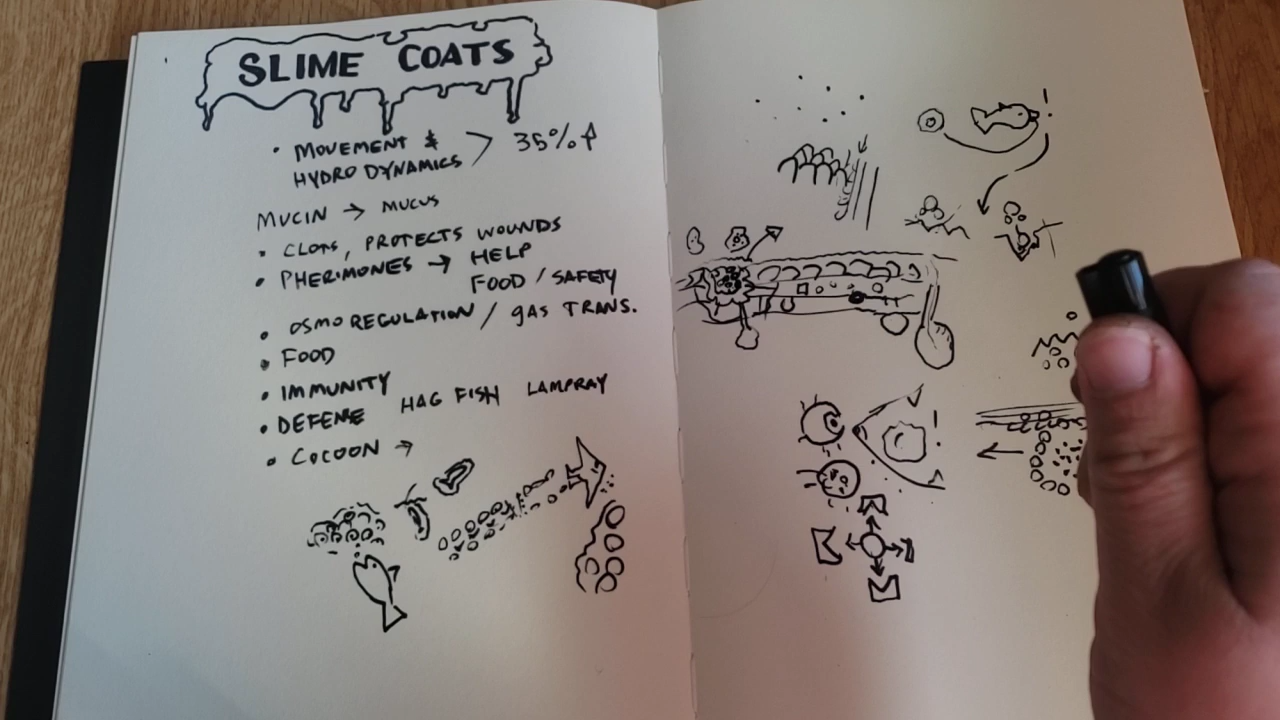 SLIME COATS
• MOVEMENT &
HYDRODYNAMICS > 35% ↑
MUCIN → MUCUS
• CLOTS, PROTECTS WOUNDS
• PHERIMONES → HELP
FOOD / SAFETY
• OSMOREGULATION / GAS TRANS.
• FOOD
• IMMUNITY
• DEFENSE HAG FISH LAMPRAY
• COCOON →